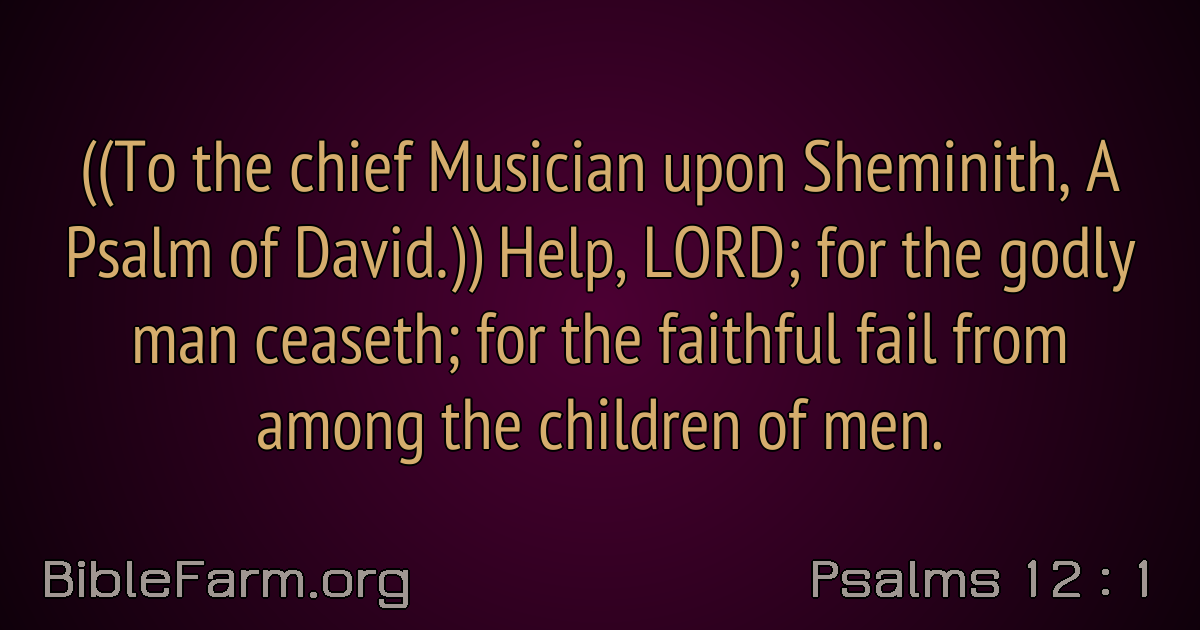 ((To the chief Musician upon Sheminith, A
Psalm of David.)) Help, LORD; for the godly
man ceaseth; for the faithful fail from
among the children of men.
BibleFarm.org
Psalms 12 : 1